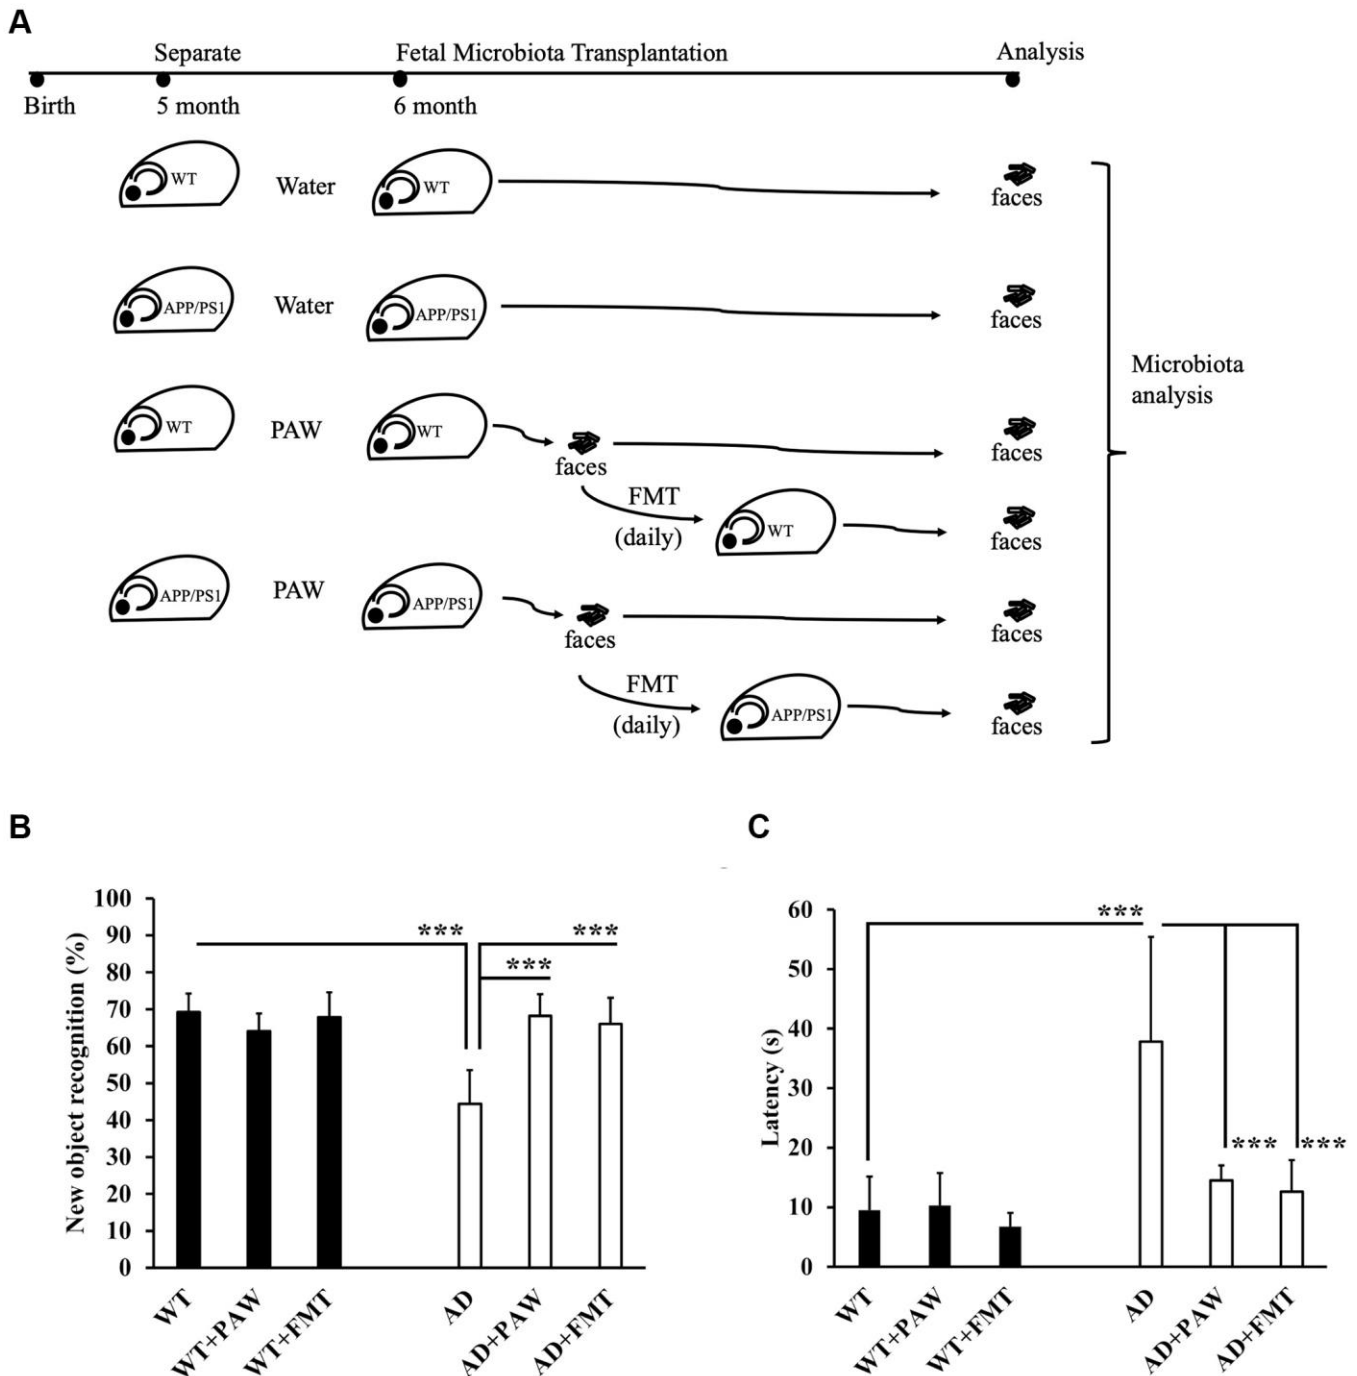 A
Separate Fetal Microbiota Transplantation Analysis
Birth 5 month 6 month
WT Water WT
faces
APP/PS1 Water APP/PS1
faces
WT PAW WT
faces
faces
FMT
(daily)
WT
faces
APP/PS1 PAW APP/PS1
faces
faces
FMT
(daily)
APP/PS1
faces
Microbiota
analysis
B
New object recognition (%)
100
90
80
70
60
50
40
30
20
10
0
*** ***
***
WT
WT+PAW
WT+FMT
AD
AD+PAW
AD+FMT
C
Latency (s)
60
50
40
30
20
10
0
***
*** ***
WT
WT+PAW
WT+FMT
AD
AD+PAW
AD+FMT